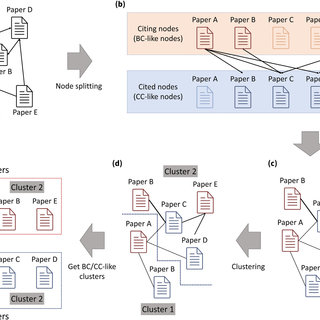 Paper D
(b)
Citing nodes
(BC-like nodes)
Paper A
Paper B
Paper C
Paper
Node splitting
Paper E
Cited nodes
(CC-like nodes)
Paper A
Paper B
Paper C
Paper
(d)
Cluster 2
(c)
Cluster 2
Paper B
Paper E
Paper B
Paper E
Paper C
Paper B
Paper A
Paper A
Get BC/CC-like
clusters
Clustering
Paper C
Paper D
Paper D
Cluster 2
Paper B
Cluster 1
Paper B